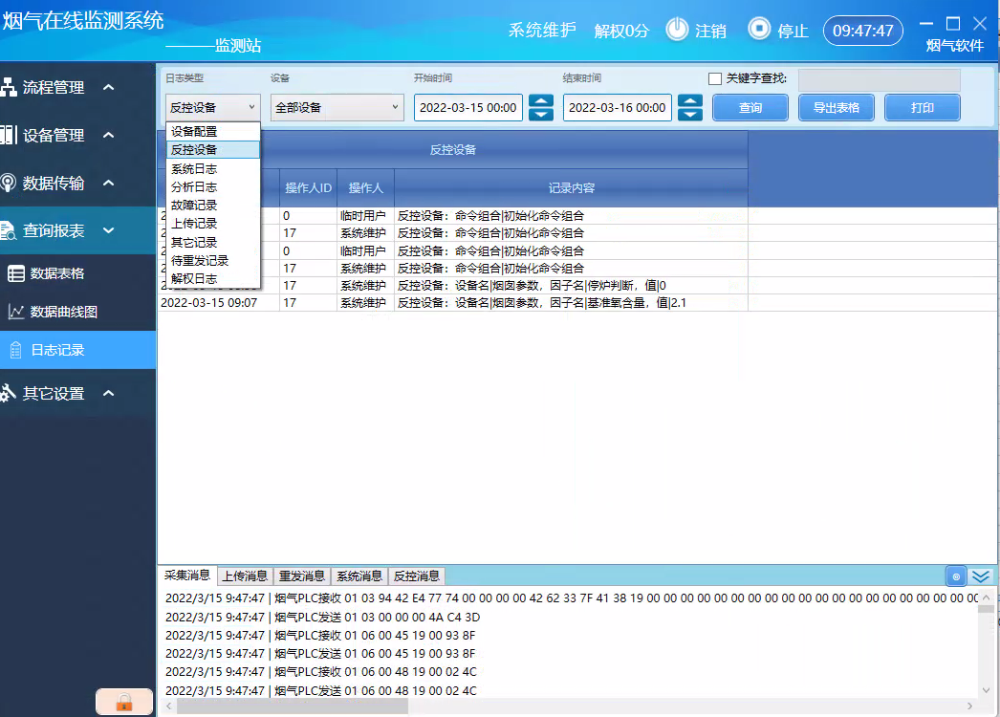 烟气在线监测系统
———监测站
系统维护 解权0分 注销 停止 09:47:47
烟气软件
流程管理
设备管理
数据传输
查询报表
数据表格
数据曲线图
日志记录
其它设置
日志类型 设备 开始时间 结束时间 关键字查找:
反控设备 全部设备 2022-03-15 00:00 2022-03-16 00:00 查询 导出表格 打印
设备配置
反控设备
系统日志
分析日志
故障记录
上传记录
其它记录
待重发记录
解权日志
反控设备
操作人ID 操作人 记录内容
0 临时用户 反控设备：命令组合|初始化命令组合
17 系统维护 反控设备：命令组合|初始化命令组合
0 临时用户 反控设备：命令组合|初始化命令组合
17 系统维护 反控设备：命令组合|初始化命令组合
17 系统维护 反控设备：设备名|烟囱参数，因子名|停炉判断，值|0
2022-03-15 09:07 17 系统维护 反控设备：设备名|烟囱参数，因子名|基准氧含量，值|2.1
采集消息 上传消息 重发消息 系统消息 反控消息
2022/3/15 9:47:47 | 烟气PLC接收 01 03 94 42 E4 77 74 00 00 00 00 42 62 33 7F 41 38 19 00 00 00 00 00 00 00 00 00 00 00 00 00 00 00 00 00 00 00 00
2022/3/15 9:47:47 | 烟气PLC发送 01 03 00 00 00 4A C4 3D
2022/3/15 9:47:47 | 烟气PLC接收 01 06 00 45 19 00 93 8F
2022/3/15 9:47:47 | 烟气PLC发送 01 06 00 45 19 00 93 8F
2022/3/15 9:47:47 | 烟气PLC接收 01 06 00 48 19 00 02 4C
2022/3/15 9:47:47 | 烟气PLC发送 01 06 00 48 19 00 02 4C